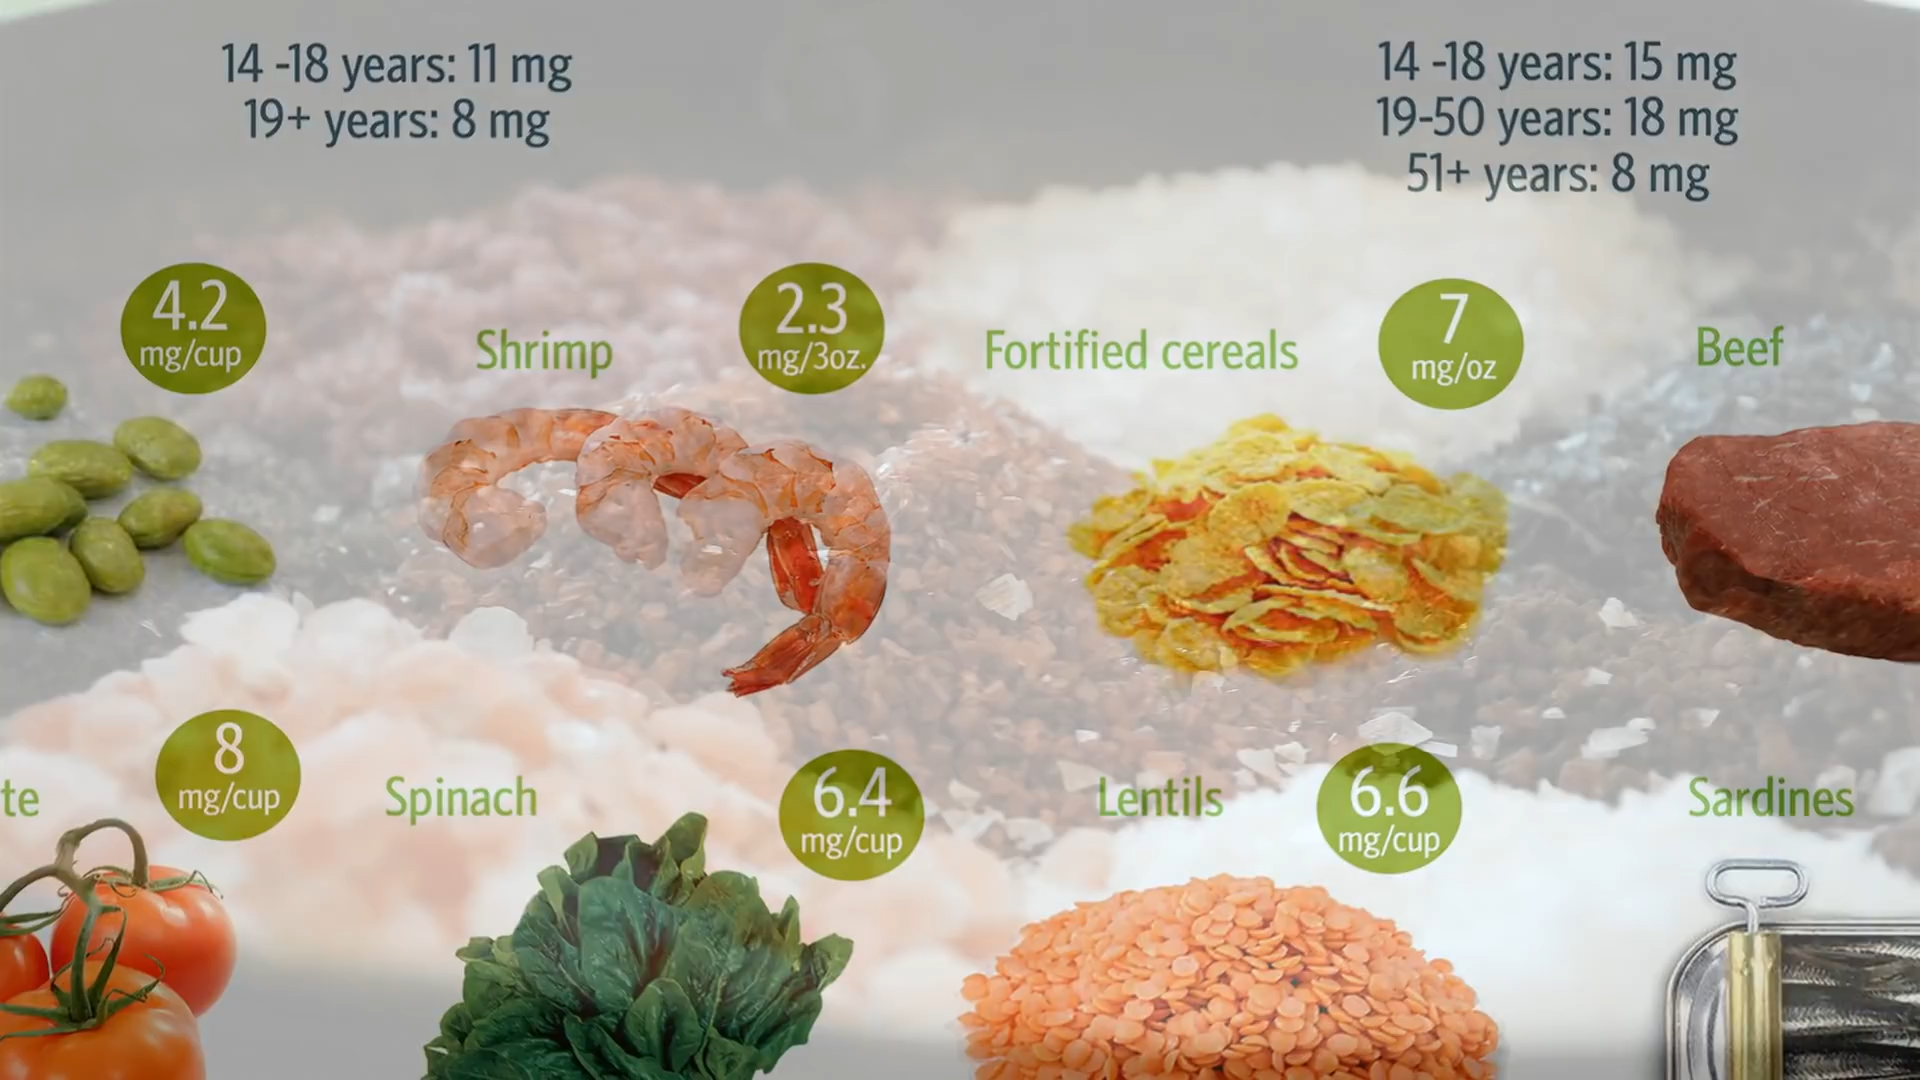 14 -18 years: 11 mg
19+ years: 8 mg
14 -18 years: 15 mg
19-50 years: 18 mg
51+ years: 8 mg
4.2
mg/cup
Shrimp
2.3
mg/3oz.
Fortified cereals
7
mg/oz
Beef
te
8
mg/cup
Spinach
6.4
mg/cup
Lentils
6.6
mg/cup
Sardines